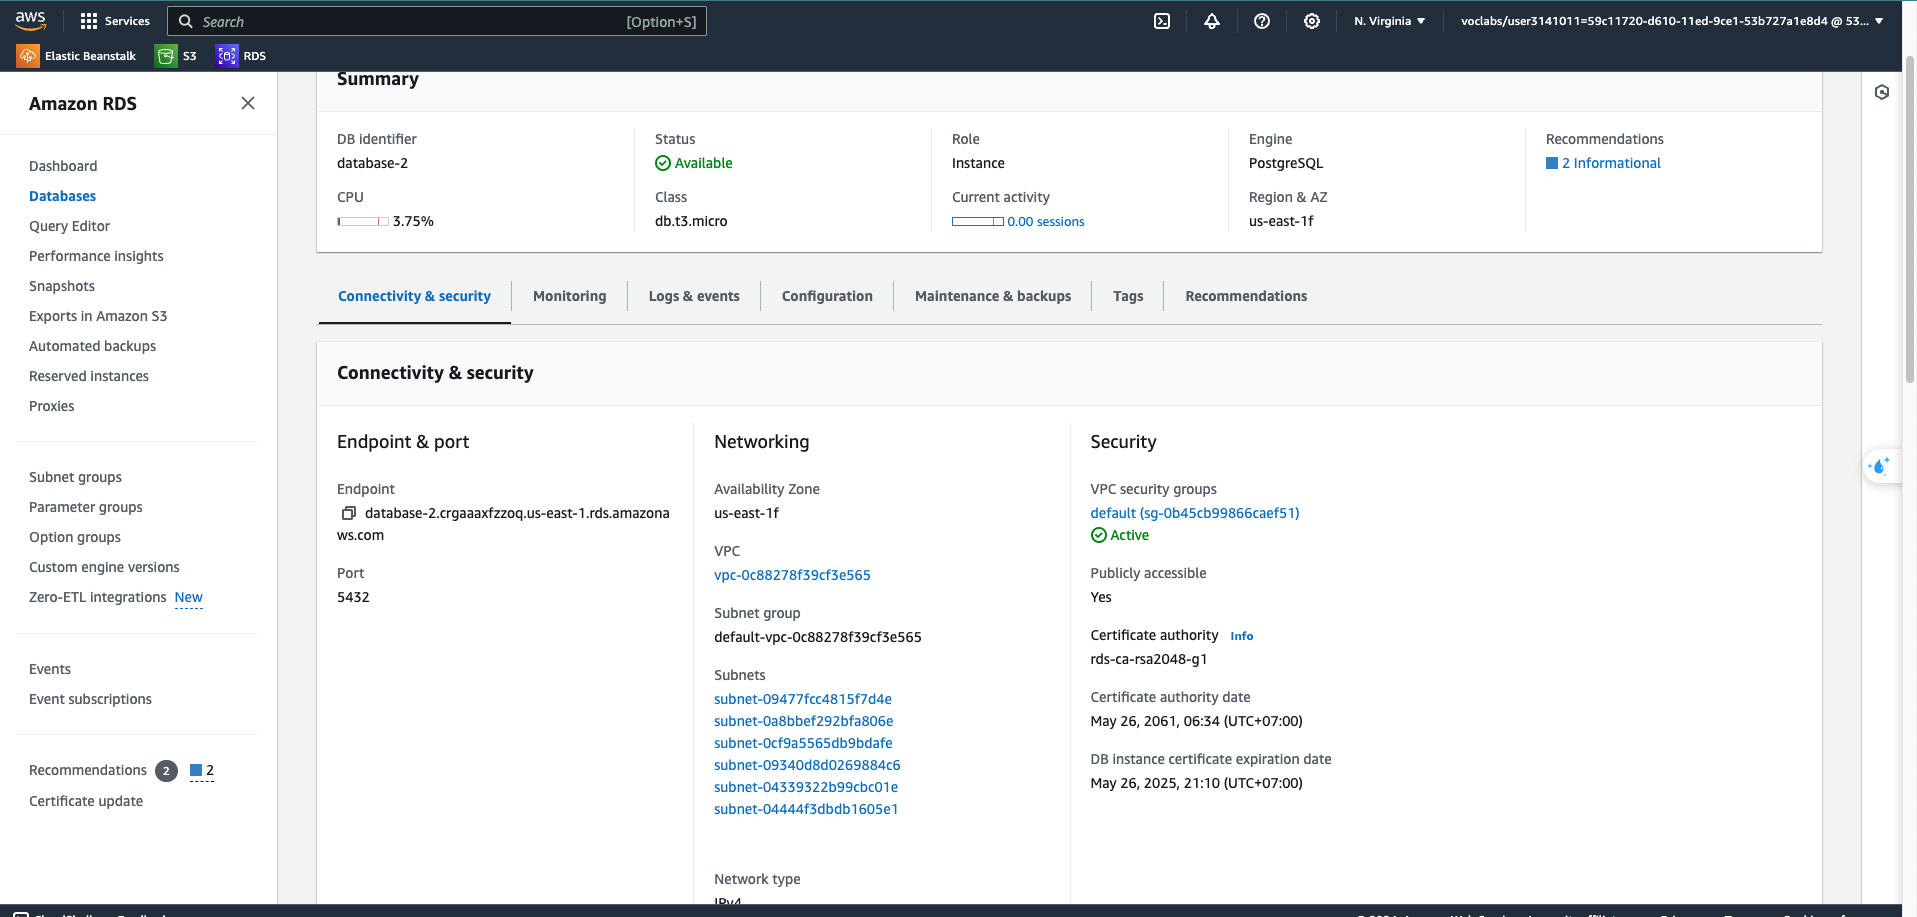 aws
Services
Search
[Option+S]
N. Virginia
voclabs/user3141011=59c11720-d610-11ed-9ce1-53b727a1e8d4 @ 53...
Elastic Beanstalk
S3
RDS
Amazon RDS
Dashboard
Databases
Query Editor
Performance insights
Snapshots
Exports in Amazon S3
Automated backups
Reserved instances
Proxies
Subnet groups
Parameter groups
Option groups
Custom engine versions
Zero-ETL integrations New
Events
Event subscriptions
Recommendations 2 2
Certificate update
Summary
DB identifier
database-2
Status
Available
Role
Instance
Engine
PostgreSQL
Recommendations
2 Informational
CPU
3.75%
Class
db.t3.micro
Current activity
0.00 sessions
Region & AZ
us-east-1f
Connectivity & security
Monitoring
Logs & events
Configuration
Maintenance & backups
Tags
Recommendations
Connectivity & security
Endpoint & port
Endpoint
database-2.crgaaaxfzzoq.us-east-1.rds.amazona
ws.com
Port
5432
Networking
Availability Zone
us-east-1f
VPC
vpc-0c88278f39cf3e565
Subnet group
default-vpc-0c88278f39cf3e565
Subnets
subnet-09477fcc4815f7d4e
subnet-0a8bbef292bfa806e
subnet-0cf9a5565db9bdafe
subnet-09340d8d0269884c6
subnet-04339322b99cbc01e
subnet-04444f3dbdb1605e1
Network type
IPv4
Security
VPC security groups
default (sg-0b45cb99866caef51)
Active
Publicly accessible
Yes
Certificate authority Info
rds-ca-rsa2048-g1
Certificate authority date
May 26, 2061, 06:34 (UTC+07:00)
DB instance certificate expiration date
May 26, 2025, 21:10 (UTC+07:00)